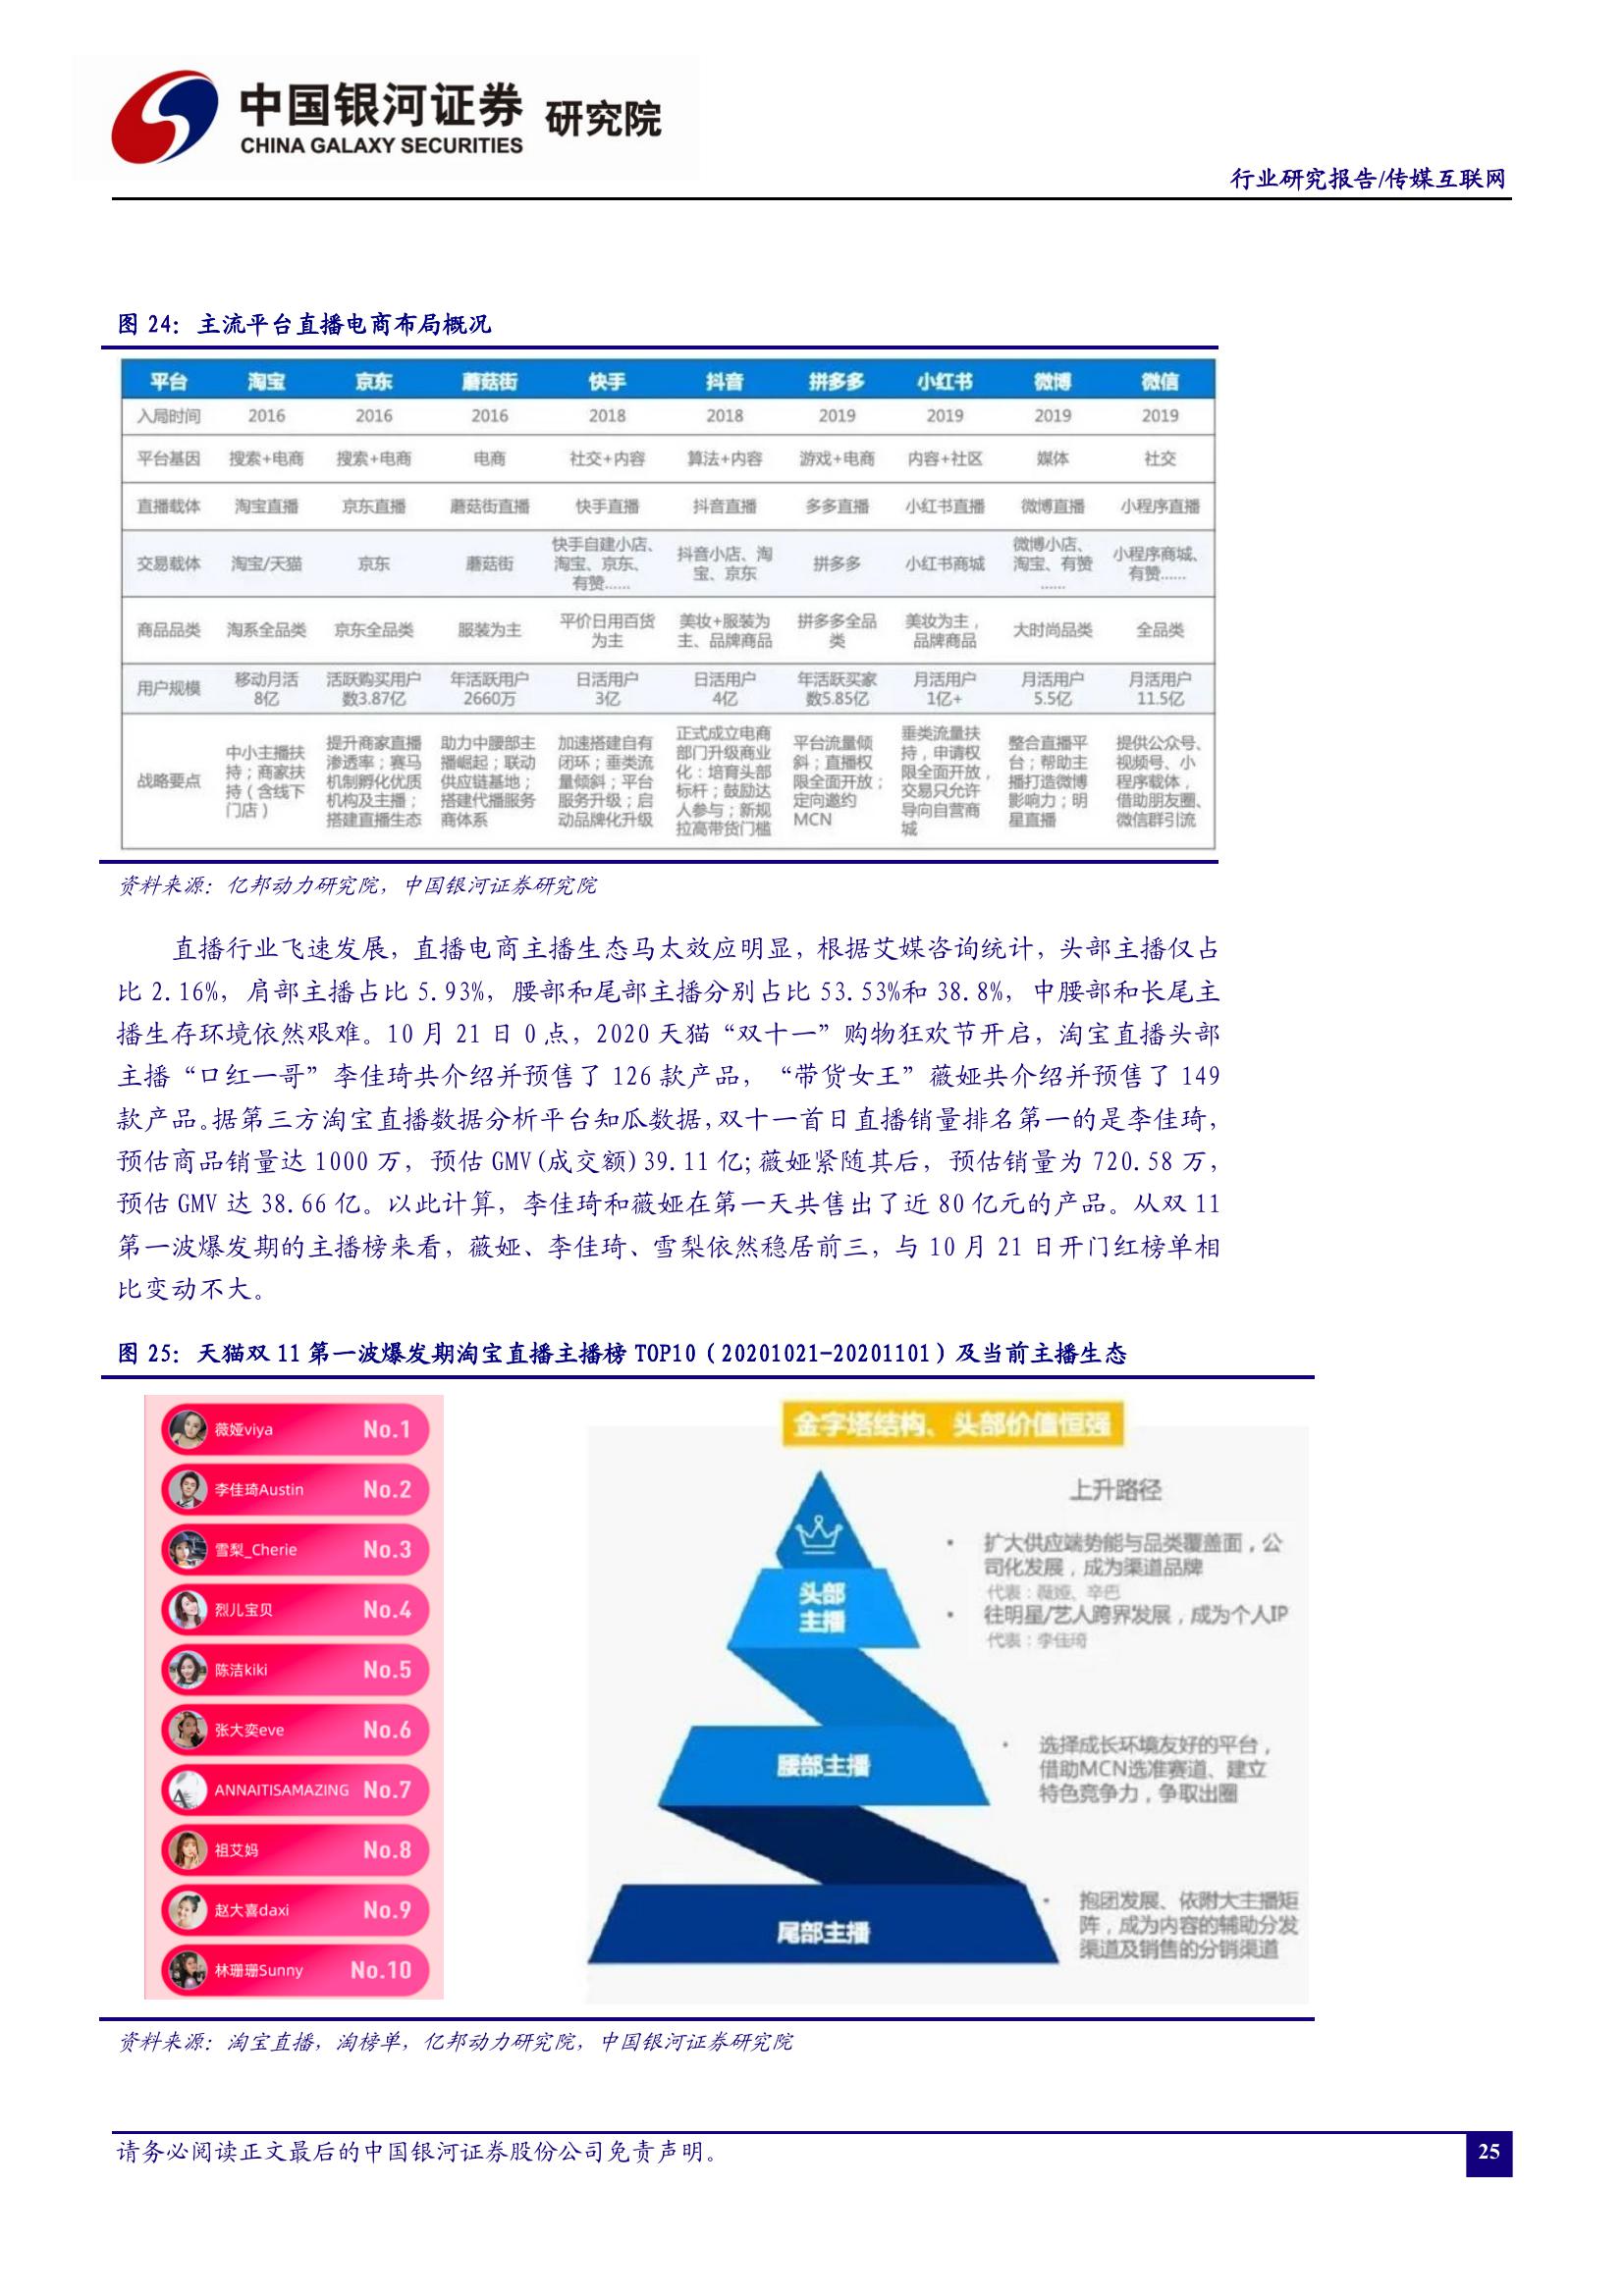 中国银河证券 研究院
CHINA GALAXY SECURITIES
行业研究报告/传媒互联网
图 24：主流平台直播电商布局概况
平台 淘宝 京东 蘑菇街 快手 抖音 拼多多 小红书 微博 微信
入局时间 2016 2016 2016 2018 2018 2019 2019 2019 2019
平台基因 搜索+电商 搜索+电商 电商 社交+内容 算法+内容 游戏+电商 内容+社区 媒体 社交
直播载体 淘宝直播 京东直播 蘑菇街直播 快手直播 抖音直播 多多直播 小红书直播 微博直播 小程序直播
交易载体 淘宝/天猫 京东 蘑菇街 快手自建小店、淘宝、京东、有赞…… 抖音小店、淘宝、京东 拼多多 小红书商城 微博小店、淘宝、有赞…… 小程序商城、有赞……
商品品类 淘系全品类 京东全品类 服装为主 平价日用百货为主 美妆+服装为主、品牌商品 拼多多全品类 美妆为主，品牌商品 大时尚品类 全品类
用户规模 移动月活8亿 活跃购买用户数3.87亿 年活跃用户2660万 日活用户3亿 日活用户4亿 年活跃买家数5.85亿 月活用户1亿+ 月活用户5.5亿 月活用户11.5亿
战略要点 中小主播扶持；商家扶持（含线下门店） 提升商家直播渗透率；赛马机制孵化优质机构及主播；搭建直播生态 助力中腰部主播崛起；联动供应链基地；搭建代播服务商体系 加速搭建自有闭环；垂类流量倾斜；平台服务升级；启动品牌化升级 正式成立电商部门升级商业化：培育头部标杆；鼓励达人参与；新规拉高带货门槛 平台流量倾斜；直播权限全面开放；定向邀约MCN 垂类流量扶持，申请权限全面开放，交易只允许导向自营商城 整合直播平台；帮助主播打造微博影响力；明星直播 提供公众号、视频号、小程序载体，借助朋友圈、微信群引流
资料来源：亿邦动力研究院，中国银河证券研究院
直播行业飞速发展，直播电商主播生态马太效应明显，根据艾媒咨询统计，头部主播仅占
比 2.16%，肩部主播占比 5.93%，腰部和尾部主播分别占比 53.53%和 38.8%，中腰部和长尾主
播生存环境依然艰难。10 月 21 日 0 点，2020 天猫“双十一”购物狂欢节开启，淘宝直播头部
主播“口红一哥”李佳琦共介绍并预售了 126 款产品，“带货女王”薇娅共介绍并预售了 149
款产品。据第三方淘宝直播数据分析平台知瓜数据，双十一首日直播销量排名第一的是李佳琦，
预估商品销量达 1000 万，预估 GMV(成交额)39.11 亿;薇娅紧随其后，预估销量为 720.58 万，
预估 GMV 达 38.66 亿。以此计算，李佳琦和薇娅在第一天共售出了近 80 亿元的产品。从双 11
第一波爆发期的主播榜来看，薇娅、李佳琦、雪梨依然稳居前三，与 10 月 21 日开门红榜单相
比变动不大。
图 25：天猫双 11 第一波爆发期淘宝直播主播榜 TOP10（20201021-20201101）及当前主播生态
薇娅viya No.1
李佳琦Austin No.2
雪梨_Cherie No.3
烈儿宝贝 No.4
陈洁kiki No.5
张大奕eve No.6
ANNAITISAMAZING No.7
祖艾妈 No.8
赵大喜daxi No.9
林珊珊Sunny No.10
金字塔结构、头部价值恒强
上升路径
头部
主播
• 扩大供应端势能与品类覆盖面，公
司化发展，成为渠道品牌
代表：薇娅、辛巴
• 往明星/艺人跨界发展，成为个人IP
代表：李佳琦
腰部主播
• 选择成长环境友好的平台，
借助MCN选准赛道、建立
特色竞争力，争取出圈
尾部主播
• 抱团发展、依附大主播矩
阵，成为内容的辅助分发
渠道及销售的分销渠道
资料来源：淘宝直播，淘榜单，亿邦动力研究院，中国银河证券研究院
请务必阅读正文最后的中国银河证券股份公司免责声明。
25